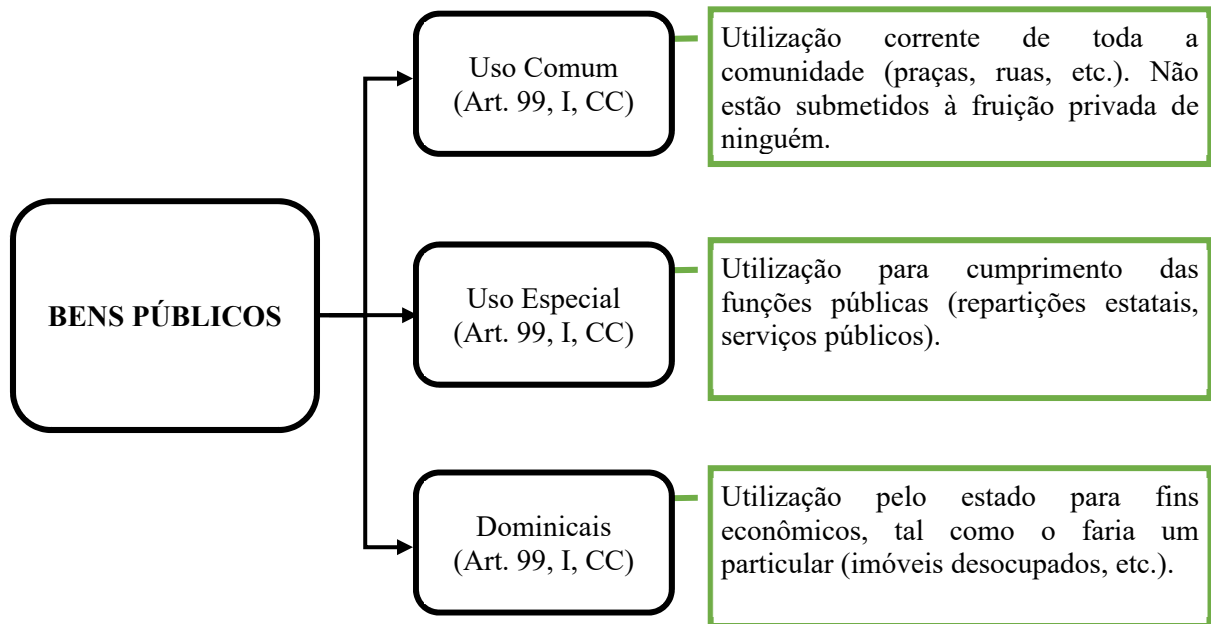 BENS PÚBLICOS
Uso Comum
(Art. 99, I, CC)
Utilização corrente de toda a
comunidade (praças, ruas, etc.). Não
estão submetidos à fruição privada de
ninguém.
Uso Especial
(Art. 99, I, CC)
Utilização para cumprimento das
funções públicas (repartições estatais,
serviços públicos).
Dominicais
(Art. 99, I, CC)
Utilização pelo estado para fins
econômicos, tal como o faria um
particular (imóveis desocupados, etc.).